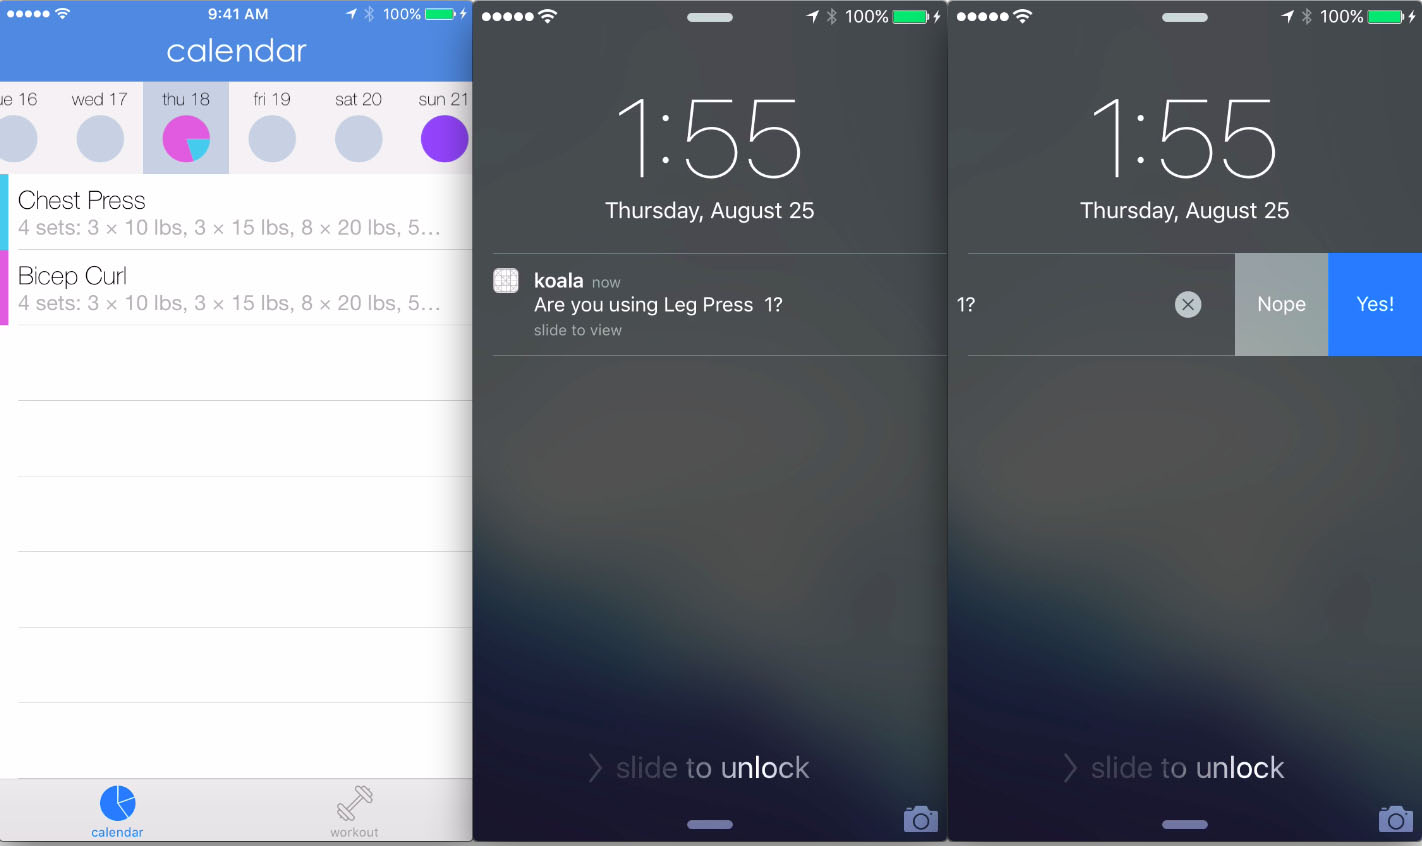 9:41 AM 100%
calendar
ue 16 wed 17 thu 18 fri 19 sat 20 sun 21
Chest Press
4 sets: 3 × 10 lbs, 3 × 15 lbs, 8 × 20 lbs, 5…
Bicep Curl
4 sets: 3 × 10 lbs, 3 × 15 lbs, 8 × 20 lbs, 5…
calendar workout
100%
1:55
Thursday, August 25
koala now
Are you using Leg Press 1?
slide to view
slide to unlock
100%
1:55
Thursday, August 25
1? Nope Yes!
slide to unlock